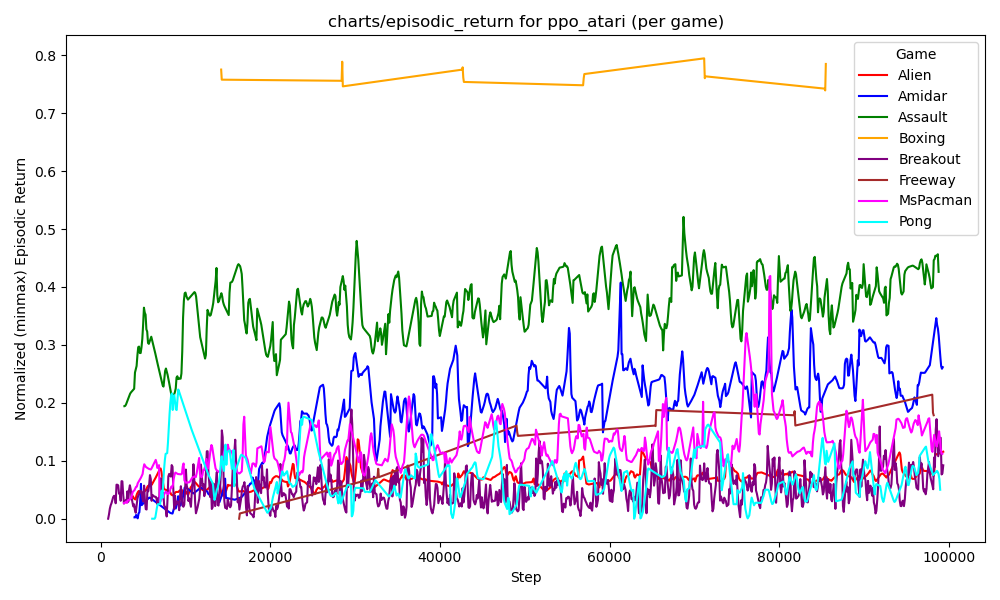 charts/episodic_return for ppo_atari (per game)
Normalized (minmax) Episodic Return
0.8
0.7
0.6
0.5
0.4
0.3
0.2
0.1
0.0
Game
Alien
Amidar
Assault
Boxing
Breakout
Freeway
MsPacman
Pong
0
20000
40000
60000
80000
100000
Step